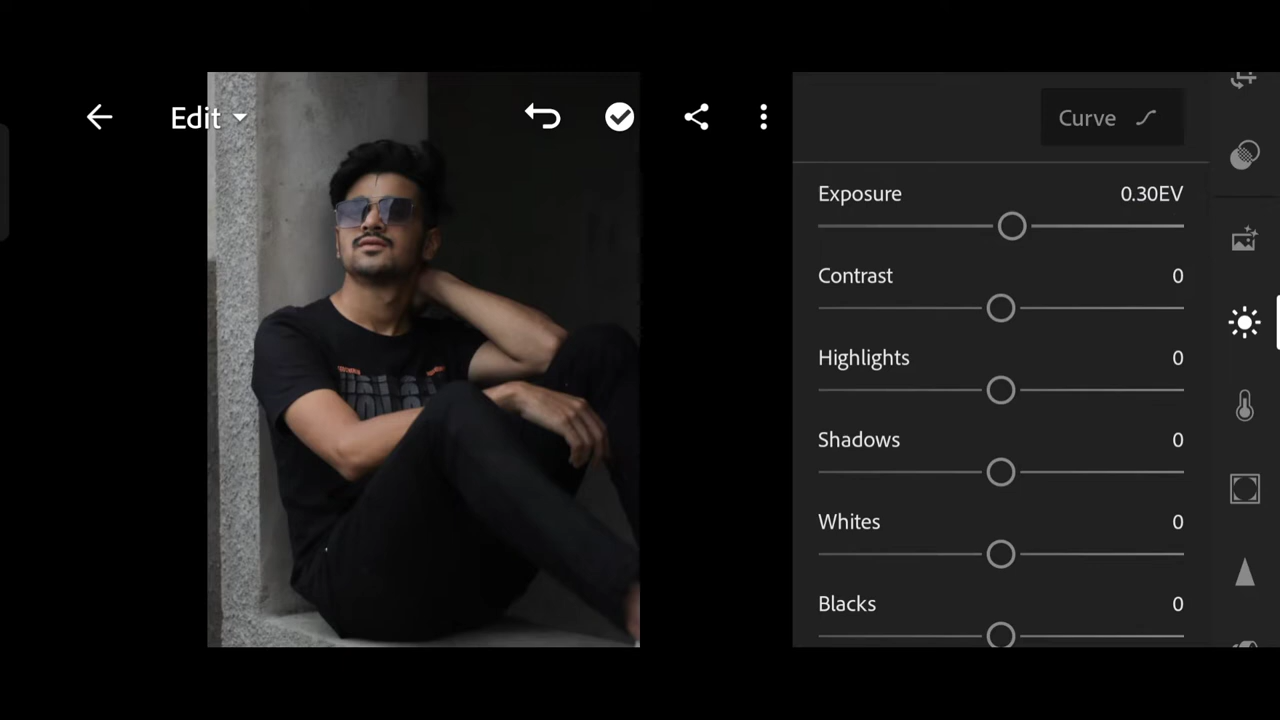 Edit
Curve
Exposure 0.30EV
Contrast 0
Highlights 0
Shadows 0
Whites 0
Blacks 0